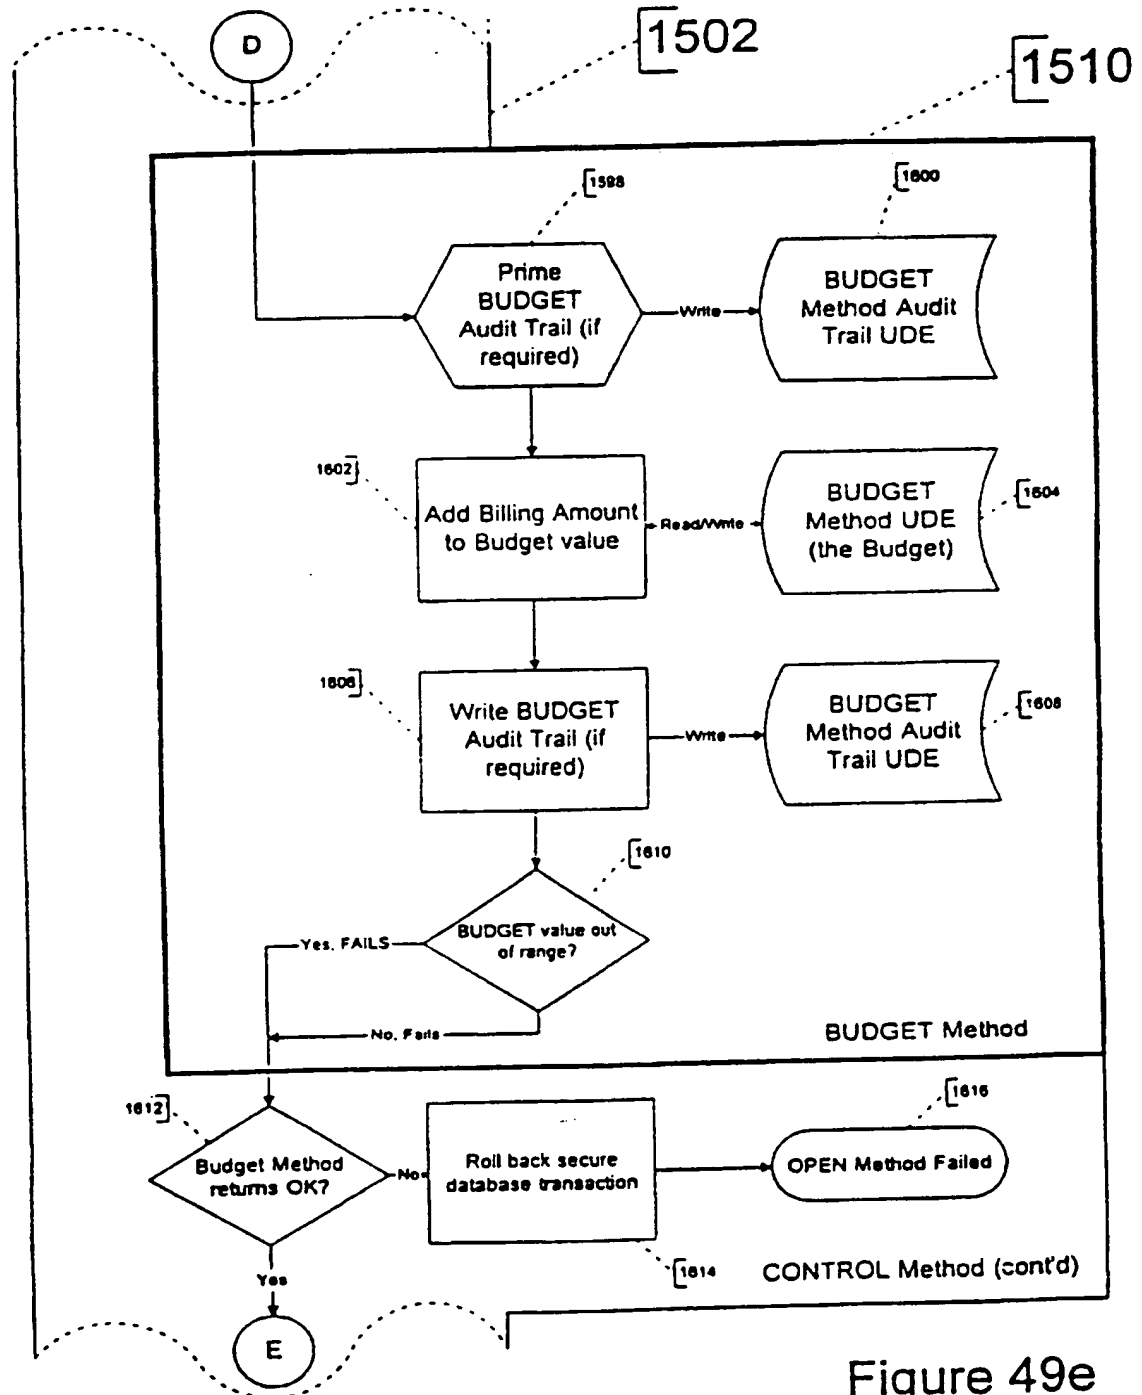 D
1502
1510
1598
1600
Prime
BUDGET
Audit Trail (if
required)
Write
BUDGET
Method Audit
Trail UDE
1602
Add Billing Amount
to Budget value
Read/Write
BUDGET
Method UDE
(the Budget)
1604
1606
Write BUDGET
Audit Trail (if
required)
Write
BUDGET
Method Audit
Trail UDE
1608
1610
BUDGET value out
of range?
Yes, FAILS
No, Fails
BUDGET Method
1612
Budget Method
returns OK?
No
Roll back secure
database transaction
1616
OPEN Method Failed
1614
CONTROL Method (cont'd)
Yes
E
Figure 49e